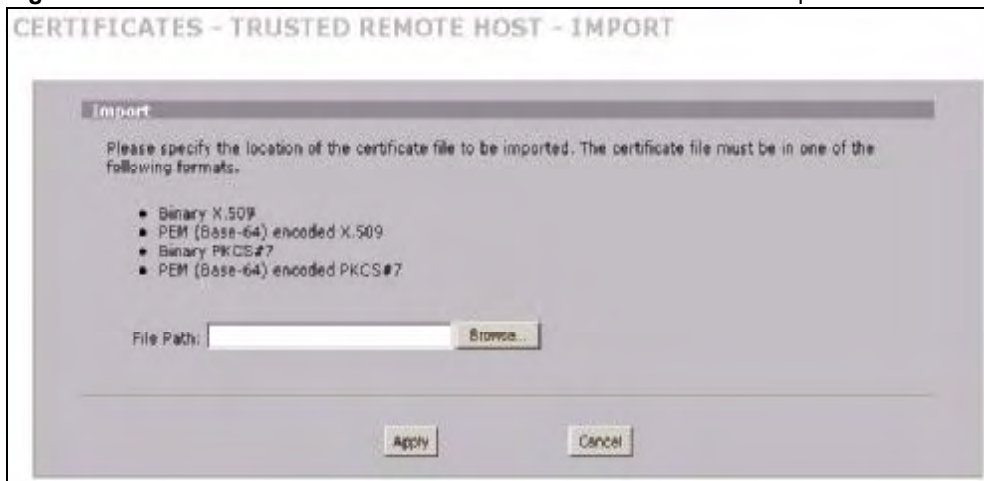 CERTIFICATES - TRUSTED REMOTE HOST - IMPORT
Import
Please specify the location of the certificate file to be imported. The certificate file must be in one of the
following formats.
• Binary X.509
• PEM (Base-64) encoded X.509
• Binary PKCS#7
• PEM (Base-64) encoded PKCS#7
File Path:
Browse...
Apply
Cancel